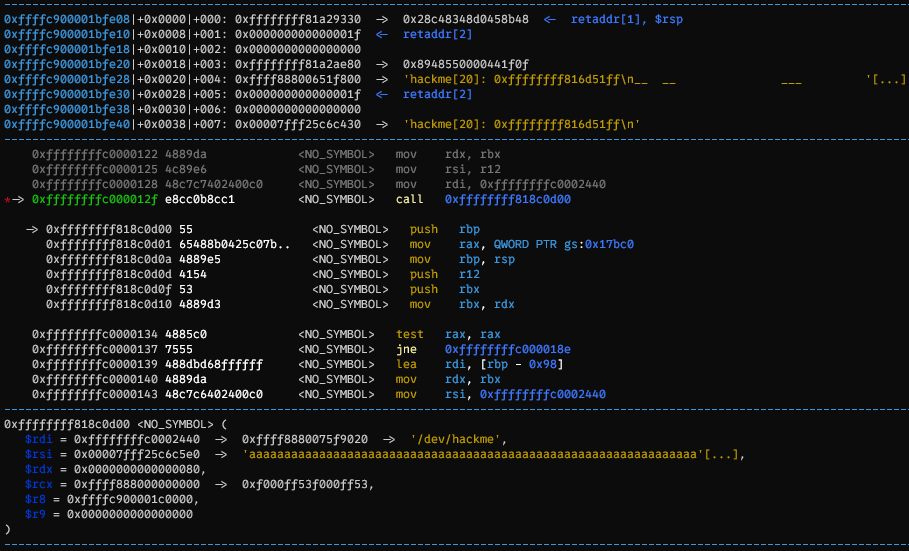 0xffffc900001bfe08|+0x0000|+000: 0xffffffff81a29330  →  0x28c48348d0458b48  ←  retaddr[1], $rsp
0xffffc900001bfe10|+0x0008|+001: 0x000000000000001f  ←  retaddr[2]
0xffffc900001bfe18|+0x0010|+002: 0x0000000000000000
0xffffc900001bfe20|+0x0018|+003: 0xffffffff81a2ae80  →  0x8948550000441f0f
0xffffc900001bfe28|+0x0020|+004: 0xffff88800651f800  →  'hackme[20]: 0xffffffff816d51ff\n__  __               ___         '[...]
0xffffc900001bfe30|+0x0028|+005: 0x000000000000001f  ←  retaddr[2]
0xffffc900001bfe38|+0x0030|+006: 0x0000000000000000
0xffffc900001bfe40|+0x0038|+007: 0x00007fff25c6c430  →  'hackme[20]: 0xffffffff816d51ff\n'
0xffffffffc0000122 4889da             <NO_SYMBOL>   mov    rdx, rbx
0xffffffffc0000125 4c89e6             <NO_SYMBOL>   mov    rsi, r12
0xffffffffc0000128 48c7c7402400c0     <NO_SYMBOL>   mov    rdi, 0xffffffffc0002440
*→ 0xffffffffc000012f e8cc0b8cc1         <NO_SYMBOL>   call   0xffffffff818c0d00
→ 0xffffffff818c0d00 55                 <NO_SYMBOL>   push   rbp
0xffffffff818c0d01 65488b0425c07b..   <NO_SYMBOL>   mov    rax, QWORD PTR gs:0x17bc0
0xffffffff818c0d0a 4889e5             <NO_SYMBOL>   mov    rbp, rsp
0xffffffff818c0d0d 4154               <NO_SYMBOL>   push   r12
0xffffffff818c0d0f 53                 <NO_SYMBOL>   push   rbx
0xffffffff818c0d10 4889d3             <NO_SYMBOL>   mov    rbx, rdx
0xffffffffc0000134 4885c0             <NO_SYMBOL>   test   rax, rax
0xffffffffc0000137 7555               <NO_SYMBOL>   jne    0xffffffffc000018e
0xffffffffc0000139 488dbd68ffffff     <NO_SYMBOL>   lea    rdi, [rbp - 0x98]
0xffffffffc0000140 4889da             <NO_SYMBOL>   mov    rdx, rbx
0xffffffffc0000143 48c7c6402400c0     <NO_SYMBOL>   mov    rsi, 0xffffffffc0002440
0xffffffff818c0d00 <NO_SYMBOL> (
$rdi = 0xffffffffc0002440  →  0xffff8880075f9020  →  '/dev/hackme',
$rsi = 0x00007fff25c6c5e0  →  'aaaaaaaaaaaaaaaaaaaaaaaaaaaaaaaaaaaaaaaaaaaaaaaaaaaaaaaaaaaaaaaa'[...],
$rdx = 0x0000000000000080,
$rcx = 0xffff888000000000  →  0xf000ff53f000ff53,
$r8 = 0xffffc900001c0000,
$r9 = 0x0000000000000000
)